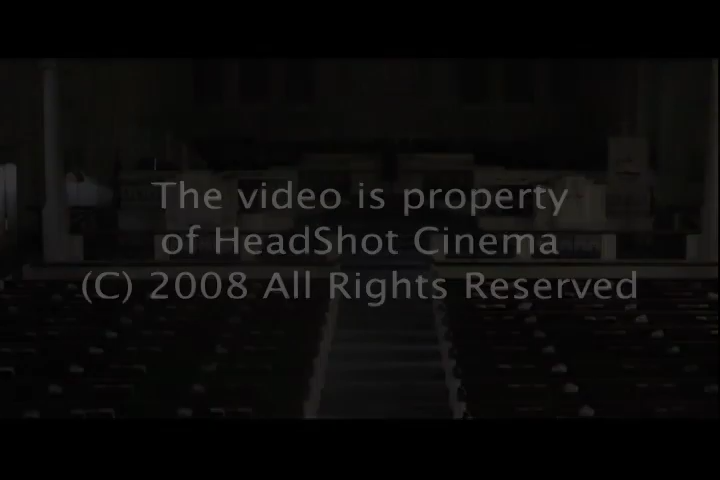 The video is property
of HeadShot Cinema
(C) 2008 All Rights Reserved